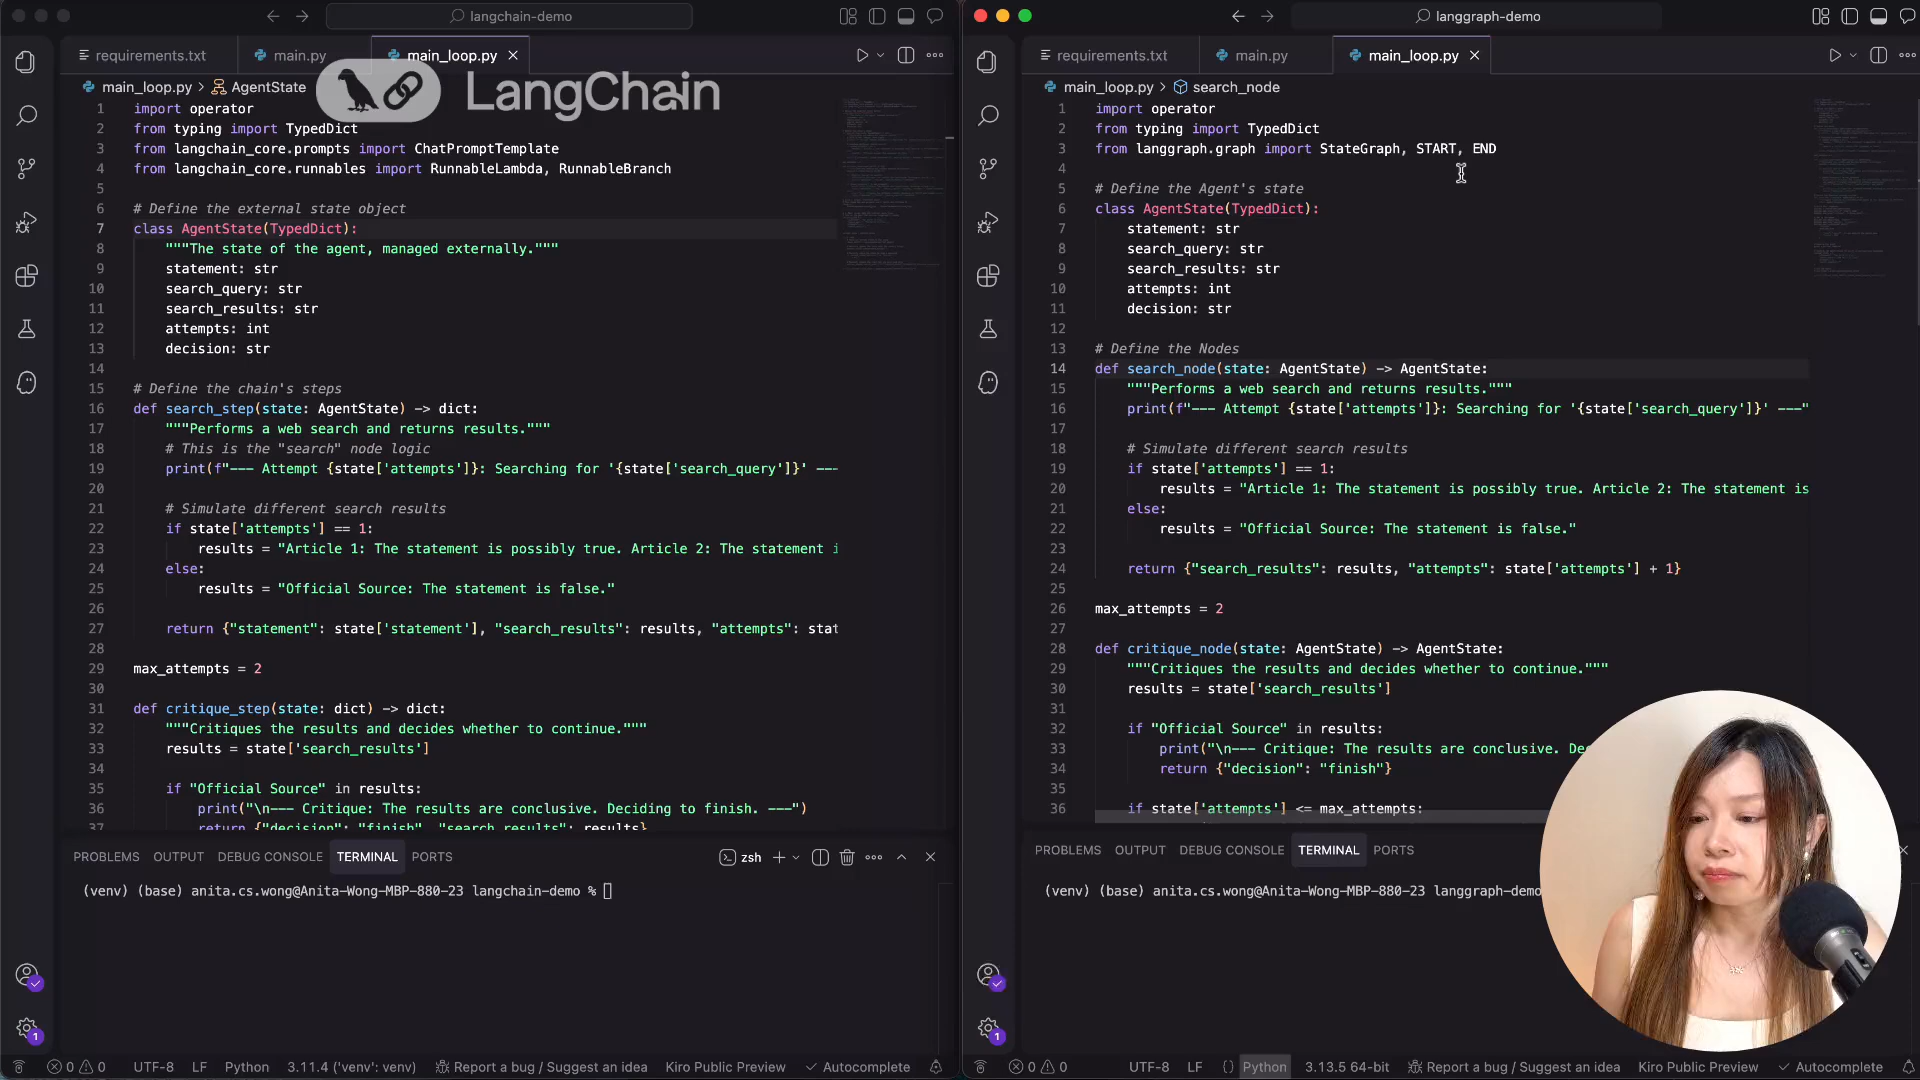 langchain-demo
requirements.txt
main.py
main_loop.py
main_loop.py > AgentState
LangChain
1 import operator
2 from typing import TypedDict
3 from langchain_core.prompts import ChatPromptTemplate
4 from langchain_core.runnables import RunnableLambda, RunnableBranch
5
6 # Define the external state object
7 class AgentState(TypedDict):
8 """The state of the agent, managed externally."""
9 statement: str
10 search_query: str
11 search_results: str
12 attempts: int
13 decision: str
14
15 # Define the chain's steps
16 def search_step(state: AgentState) -> dict:
17 """Performs a web search and returns results."""
18 # This is the "search" node logic
19 print(f"--- Attempt {state['attempts']}: Searching for '{state['search_query']}' ---
20
21 # Simulate different search results
22 if state['attempts'] == 1:
23 results = "Article 1: The statement is possibly true. Article 2: The statement i
24 else:
25 results = "Official Source: The statement is false."
26
27 return {"statement": state['statement'], "search_results": results, "attempts": stat
28
29 max_attempts = 2
30
31 def critique_step(state: dict) -> dict:
32 """Critiques the results and decides whether to continue."""
33 results = state['search_results']
34
35 if "Official Source" in results:
36 print("\n--- Critique: The results are conclusive. Deciding to finish. ---")
37 return {"decision": "finish", "search_results": results}
PROBLEMS OUTPUT DEBUG CONSOLE TERMINAL PORTS
zsh
(venv) (base) anita.cs.wong@Anita-Wong-MBP-880-23 langchain-demo %
1
0 0 UTF-8 LF Python 3.11.4 ('venv': venv) Report a bug / Suggest an idea Kiro Public Preview Autocomplete
langgraph-demo
requirements.txt
main.py
main_loop.py
main_loop.py > search_node
1 import operator
2 from typing import TypedDict
3 from langgraph.graph import StateGraph, START, END
4
5 # Define the Agent's state
6 class AgentState(TypedDict):
7 statement: str
8 search_query: str
9 search_results: str
10 attempts: int
11 decision: str
12
13 # Define the Nodes
14 def search_node(state: AgentState) -> AgentState:
15 """Performs a web search and returns results."""
16 print(f"--- Attempt {state['attempts']}: Searching for '{state['search_query']}' ---"
17
18 # Simulate different search results
19 if state['attempts'] == 1:
20 results = "Article 1: The statement is possibly true. Article 2: The statement is
21 else:
22 results = "Official Source: The statement is false."
23
24 return {"search_results": results, "attempts": state['attempts'] + 1}
25
26 max_attempts = 2
27
28 def critique_node(state: AgentState) -> AgentState:
29 """Critiques the results and decides whether to continue."""
30 results = state['search_results']
31
32 if "Official Source" in results:
33 print("\n--- Critique: The results are conclusive. De
34 return {"decision": "finish"}
35
36 if state['attempts'] <= max_attempts:
PROBLEMS OUTPUT DEBUG CONSOLE TERMINAL PORTS
(venv) (base) anita.cs.wong@Anita-Wong-MBP-880-23 langgraph-demo
1
0 0 UTF-8 LF Python 3.13.5 64-bit Report a bug / Suggest an idea Kiro Public Preview Autocomplete